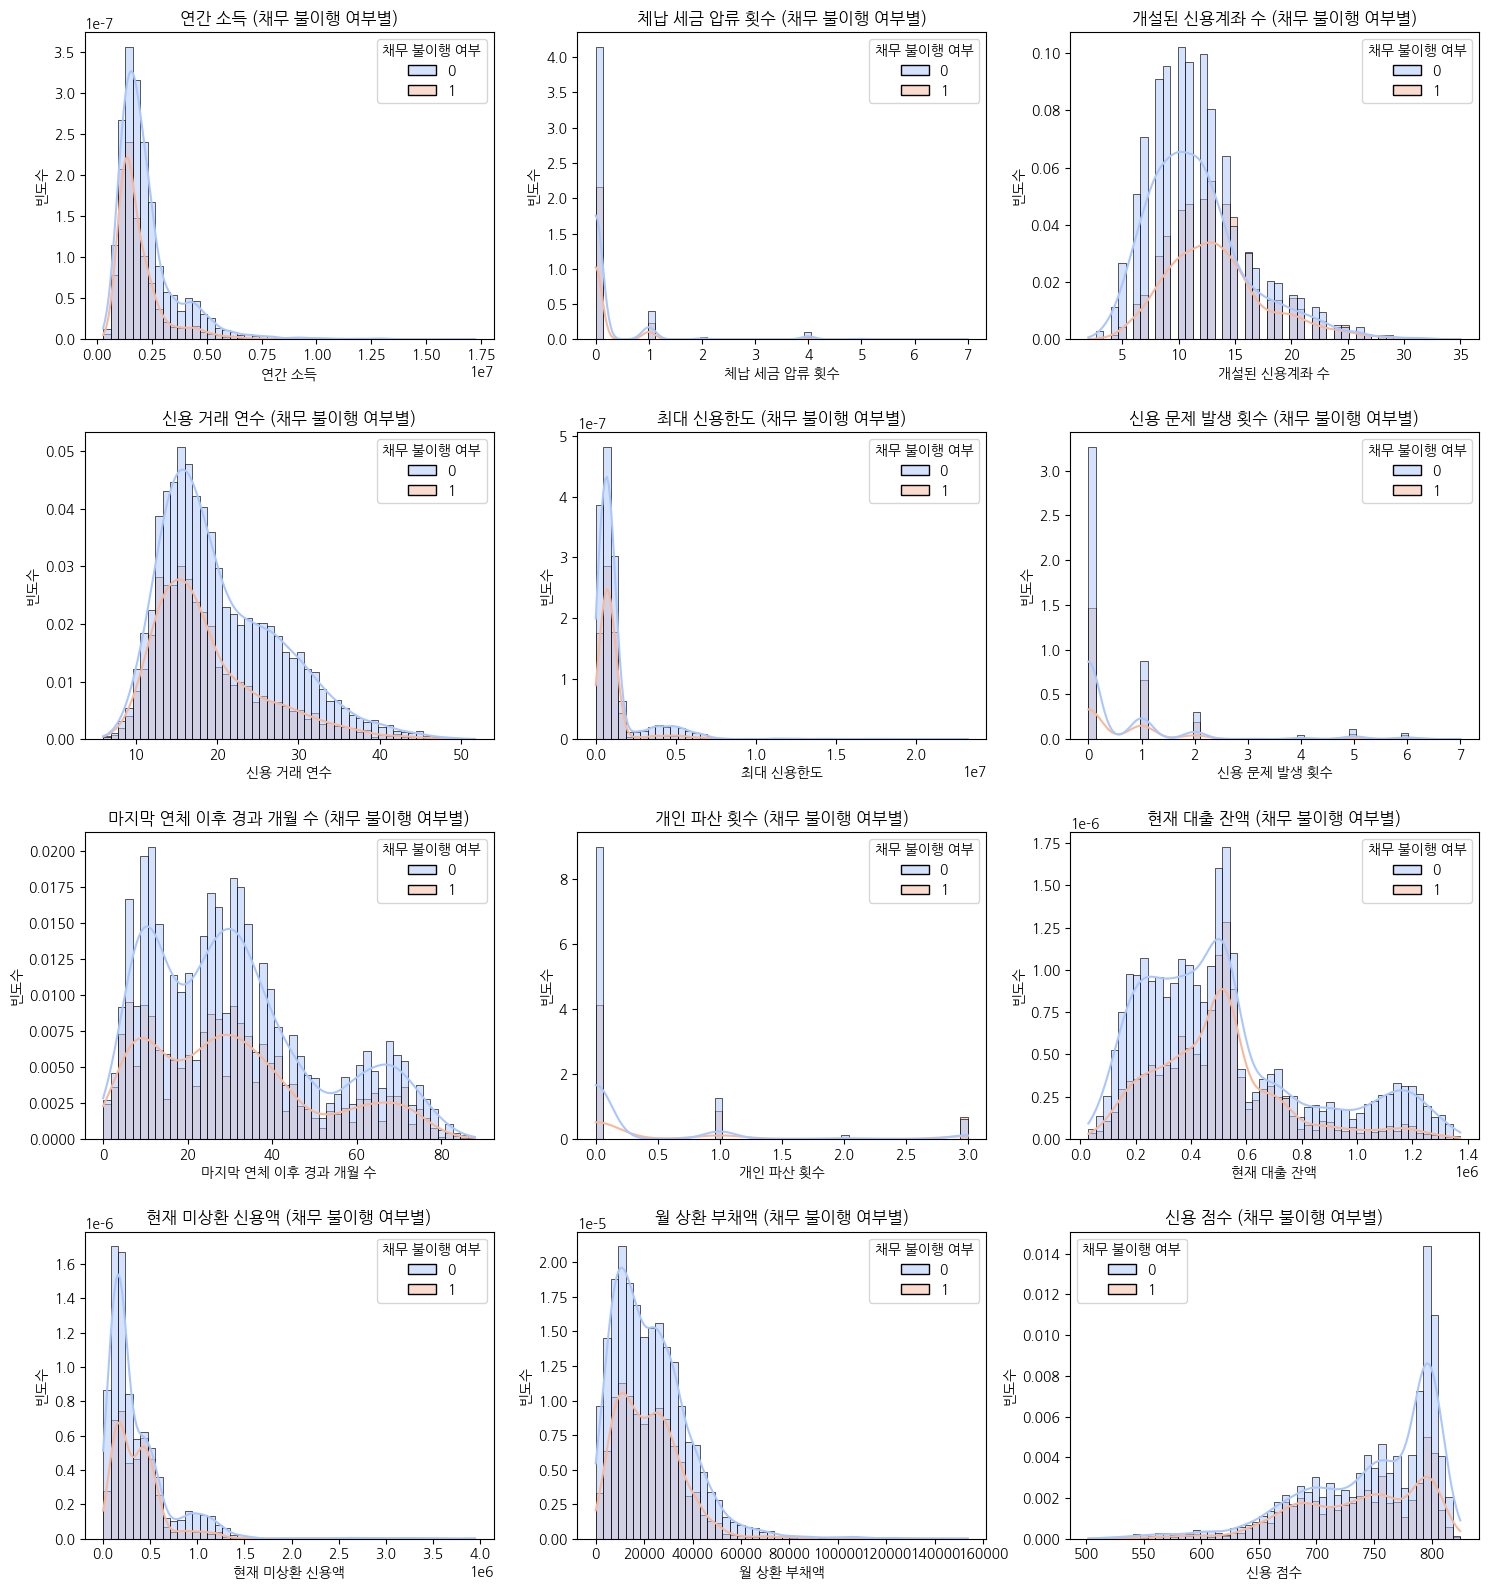 연간 소득 (채무 불이행 여부별)
1e-7
채무 불이행 여부
0
1
3.5
3.0
2.5
2.0
1.5
1.0
0.5
0.0
빈도수
0.00 0.25 0.50 0.75 1.00 1.25 1.50 1.75
연간 소득
1e7
체납 세금 압류 횟수 (채무 불이행 여부별)
채무 불이행 여부
0
1
4.0
3.5
3.0
2.5
2.0
1.5
1.0
0.5
0.0
빈도수
0 1 2 3 4 5 6 7
체납 세금 압류 횟수
개설된 신용계좌 수 (채무 불이행 여부별)
채무 불이행 여부
0
1
0.10
0.08
0.06
0.04
0.02
0.00
빈도수
5 10 15 20 25 30 35
개설된 신용계좌 수
신용 거래 연수 (채무 불이행 여부별)
채무 불이행 여부
0
1
0.05
0.04
0.03
0.02
0.01
0.00
빈도수
10 20 30 40 50
신용 거래 연수
최대 신용한도 (채무 불이행 여부별)
1e-7
채무 불이행 여부
0
1
5
4
3
2
1
0
빈도수
0.0 0.5 1.0 1.5 2.0
최대 신용한도
1e7
신용 문제 발생 횟수 (채무 불이행 여부별)
채무 불이행 여부
0
1
3.0
2.5
2.0
1.5
1.0
0.5
0.0
빈도수
0 1 2 3 4 5 6 7
신용 문제 발생 횟수
마지막 연체 이후 경과 개월 수 (채무 불이행 여부별)
채무 불이행 여부
0
1
0.0200
0.0175
0.0150
0.0125
0.0100
0.0075
0.0050
0.0025
0.0000
빈도수
0 20 40 60 80
마지막 연체 이후 경과 개월 수
개인 파산 횟수 (채무 불이행 여부별)
채무 불이행 여부
0
1
8
6
4
2
0
빈도수
0.0 0.5 1.0 1.5 2.0 2.5 3.0
개인 파산 횟수
현재 대출 잔액 (채무 불이행 여부별)
1e-6
채무 불이행 여부
0
1
1.75
1.50
1.25
1.00
0.75
0.50
0.25
0.00
빈도수
0.0 0.2 0.4 0.6 0.8 1.0 1.2 1.4
현재 대출 잔액
1e6
현재 미상환 신용액 (채무 불이행 여부별)
1e-6
채무 불이행 여부
0
1
1.6
1.4
1.2
1.0
0.8
0.6
0.4
0.2
0.0
빈도수
0.0 0.5 1.0 1.5 2.0 2.5 3.0 3.5 4.0
현재 미상환 신용액
1e6
월 상환 부채액 (채무 불이행 여부별)
1e-5
채무 불이행 여부
0
1
2.00
1.75
1.50
1.25
1.00
0.75
0.50
0.25
0.00
빈도수
0 20000 40000 60000 80000 100000 120000 140000 160000
월 상환 부채액
신용 점수 (채무 불이행 여부별)
채무 불이행 여부
0
1
0.014
0.012
0.010
0.008
0.006
0.004
0.002
0.000
빈도수
500 550 600 650 700 750 800
신용 점수